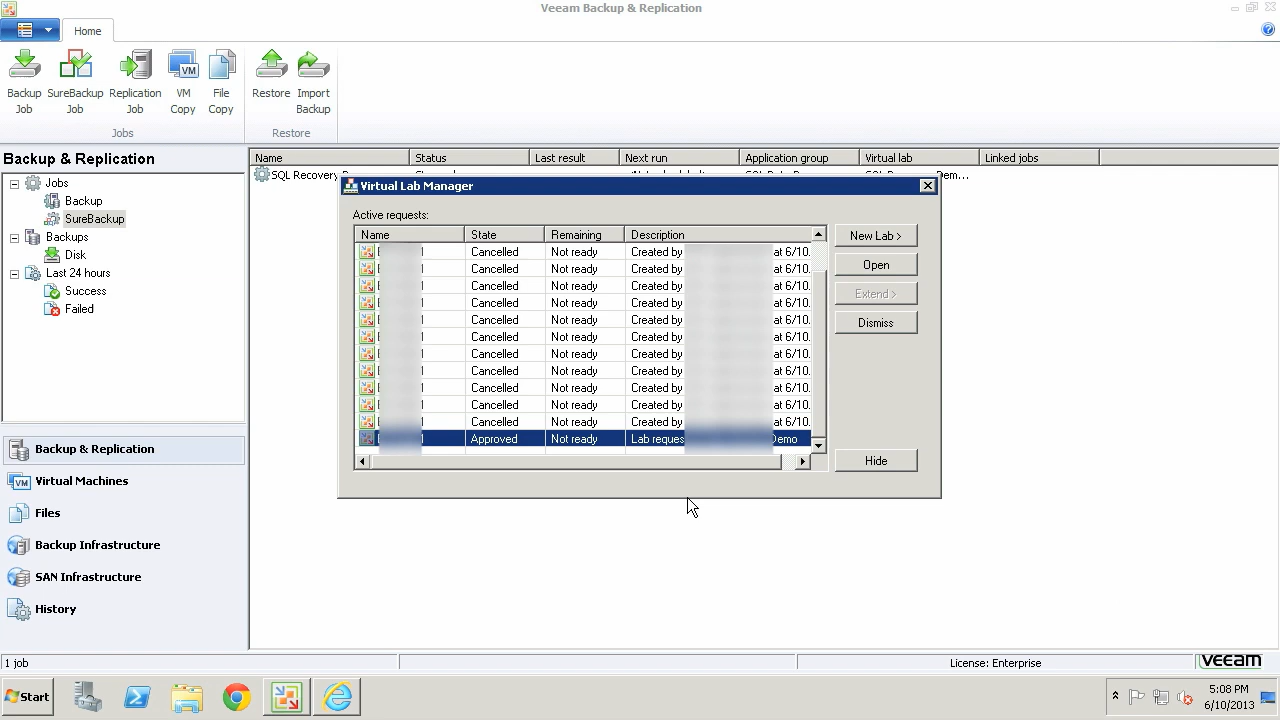 Veeam Backup & Replication
Home
Backup Job
SureBackup Job
Replication Job
VM
VM Copy
File Copy
Restore
Import Backup
Jobs
Restore
Backup & Replication
Jobs
Backup
SureBackup
Backups
Disk
Last 24 hours
Success
Failed
Name Status Last result Next run Application group Virtual lab Linked jobs
SQL Recovery
Virtual Lab Manager
Active requests:
Name State Remaining Description
Cancelled Not ready Created by at 6/10.
Cancelled Not ready Created by at 6/10.
Cancelled Not ready Created by at 6/10.
Cancelled Not ready Created by at 6/10.
Cancelled Not ready Created by at 6/10.
Cancelled Not ready Created by at 6/10.
Cancelled Not ready Created by at 6/10.
Cancelled Not ready Created by at 6/10.
Cancelled Not ready Created by at 6/10.
Cancelled Not ready Created by at 6/10.
Cancelled Not ready Created by at 6/10.
Approved Not ready Lab reques Demo
New Lab >
Open
Extend >
Dismiss
Hide
Backup & Replication
VM
Virtual Machines
Files
Backup Infrastructure
SAN Infrastructure
History
1 job
License: Enterprise
veeam
Start
5:08 PM
6/10/2013